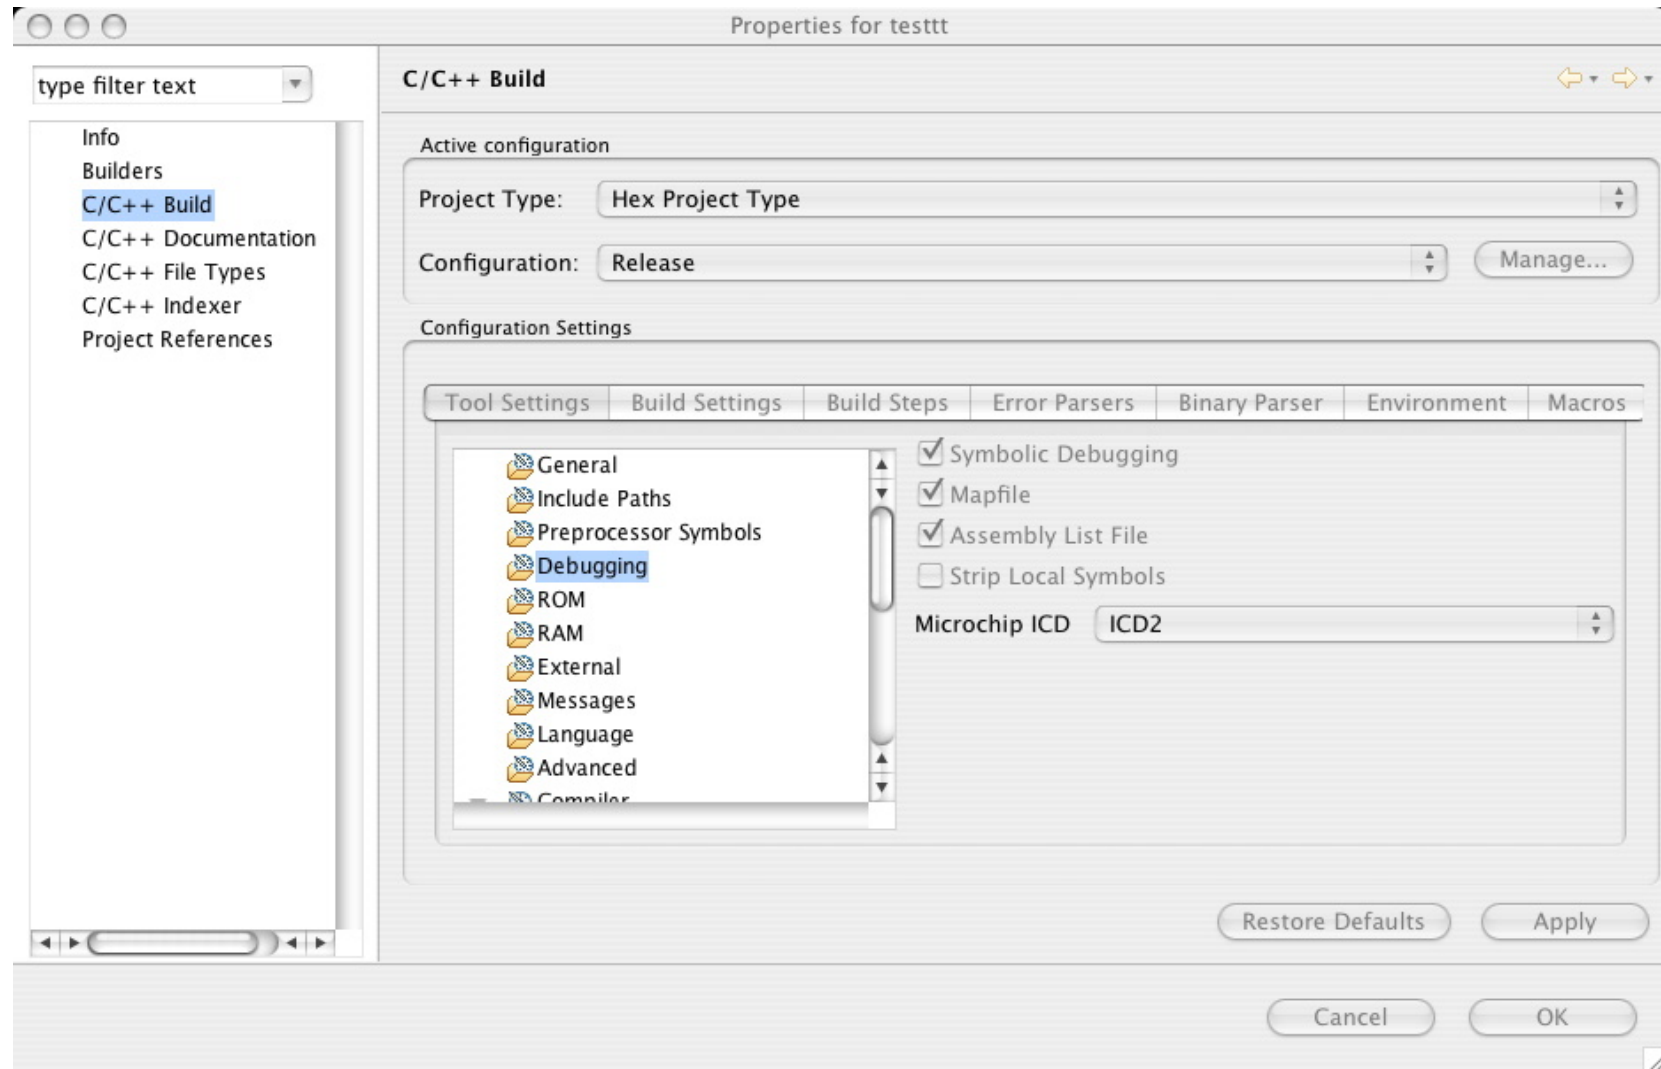 Properties for testtt
type filter text
Info
Builders
C/C++ Build
C/C++ Documentation
C/C++ File Types
C/C++ Indexer
Project References
C/C++ Build
Active configuration
Project Type: Hex Project Type
Configuration: Release Manage...
Configuration Settings
Tool Settings Build Settings Build Steps Error Parsers Binary Parser Environment Macros
General
Include Paths
Preprocessor Symbols
Debugging
ROM
RAM
External
Messages
Language
Advanced
Compiler
Symbolic Debugging
Mapfile
Assembly List File
Strip Local Symbols
Microchip ICD ICD2
Restore Defaults Apply
Cancel OK